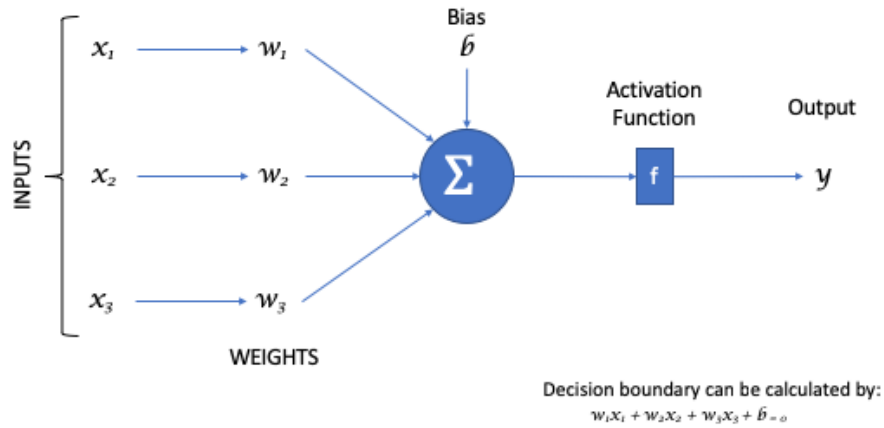 Bias
x₁ w₁ b
Activation
Function
Output
INPUTS
x₂ w₂ Σ f y
x₃ w₃
WEIGHTS
Decision boundary can be calculated by:
w₁x₁ + w₂x₂ + w₃x₃ + b = 0